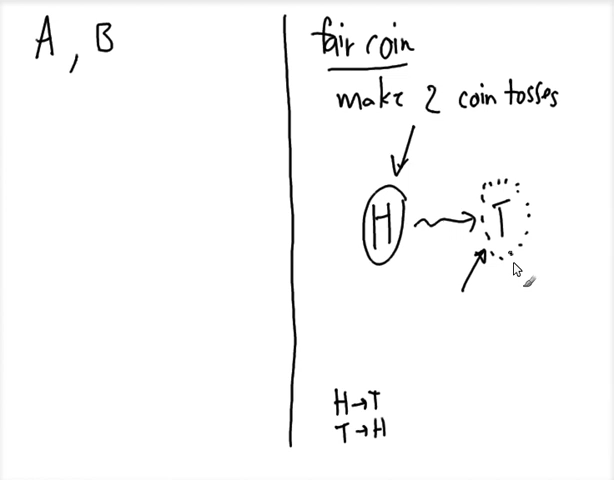 A, B
fair coin
make 2 coin tosses
H → T
H→T
T→H